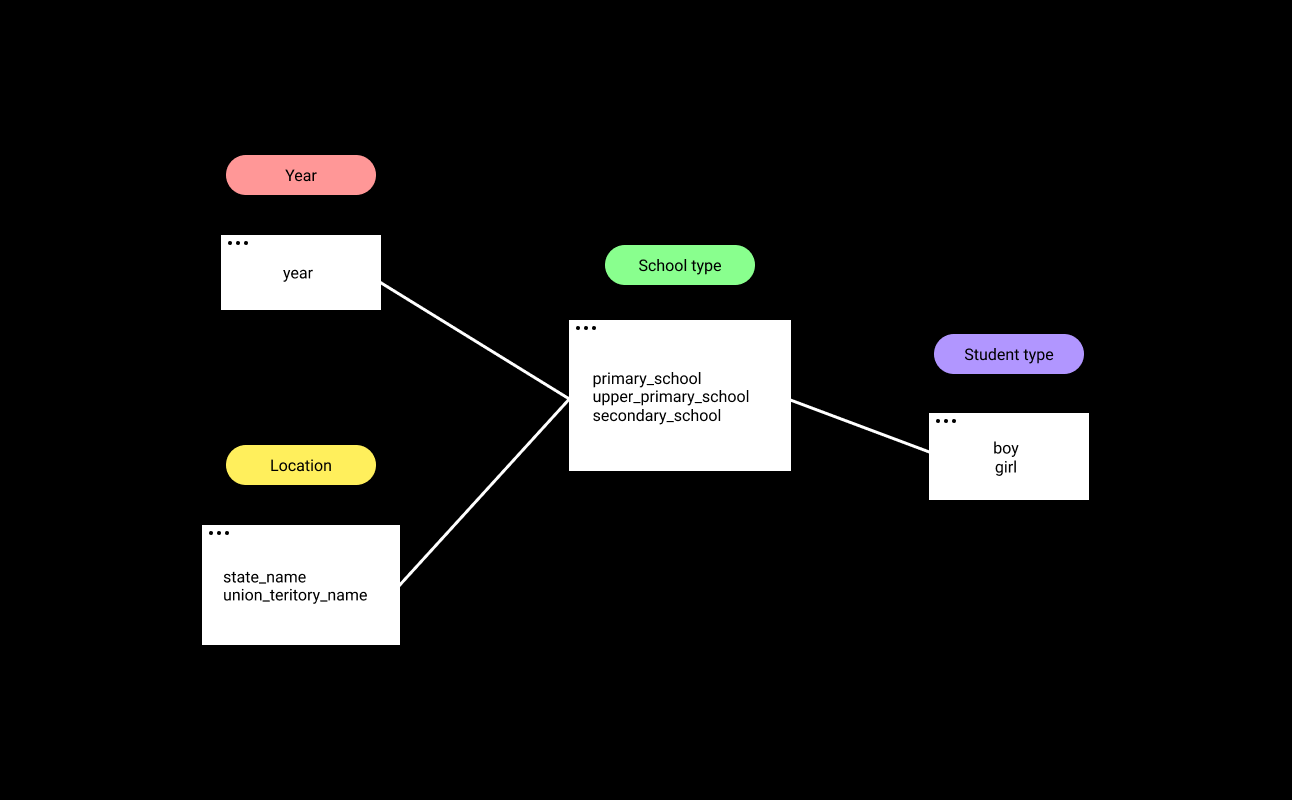 Year
year
Location
state_name
union_teritory_name
School type
primary_school
upper_primary_school
secondary_school
Student type
boy
girl